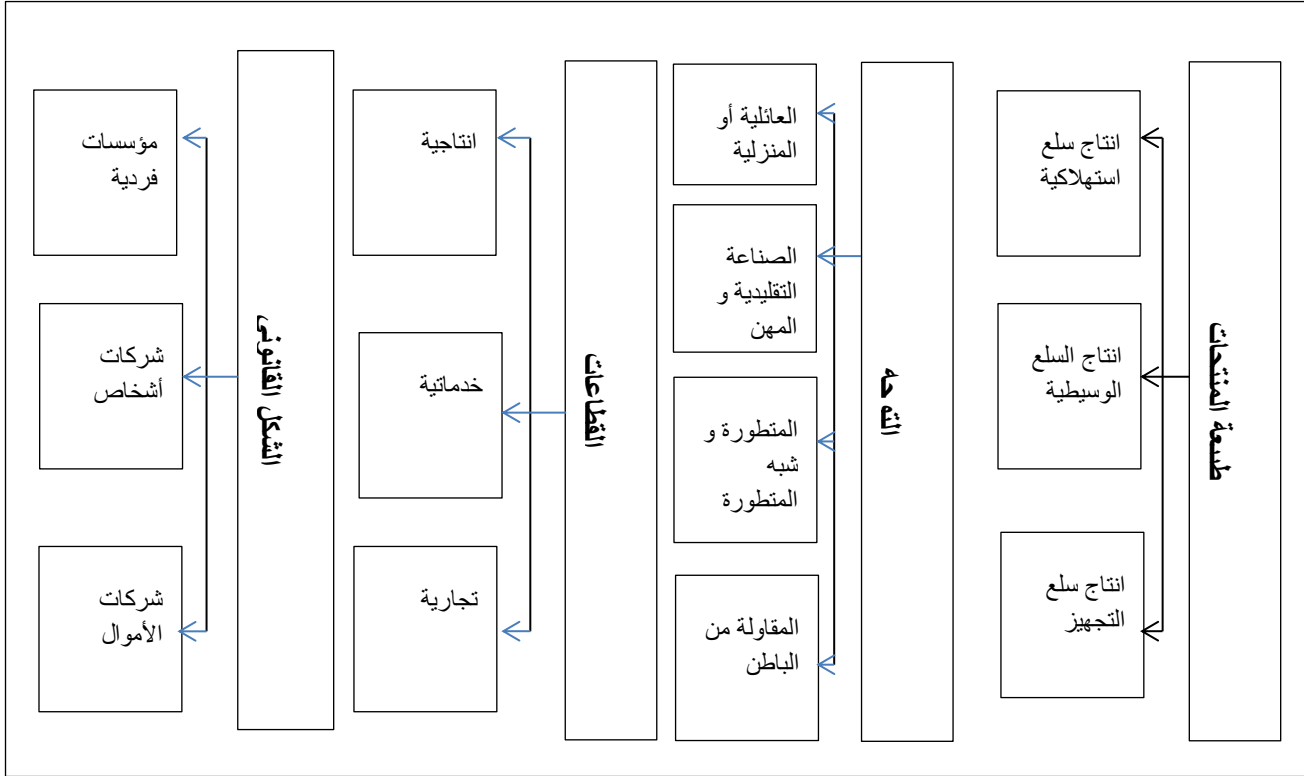 طبيعة المنتجات
انتاج سلع
استهلاكية
انتاج السلع
الوسيطية
انتاج سلع
التجهيز
التوجه
العائلية أو
المنزلية
الصناعة
التقليدية و
المهن
المتطورة و
شبه
المتطورة
المقاولة من
الباطن
القطاعات
انتاجية
خدماتية
تجارية
الشكل القانوني
مؤسسات
فردية
شركات
أشخاص
شركات
الأموال